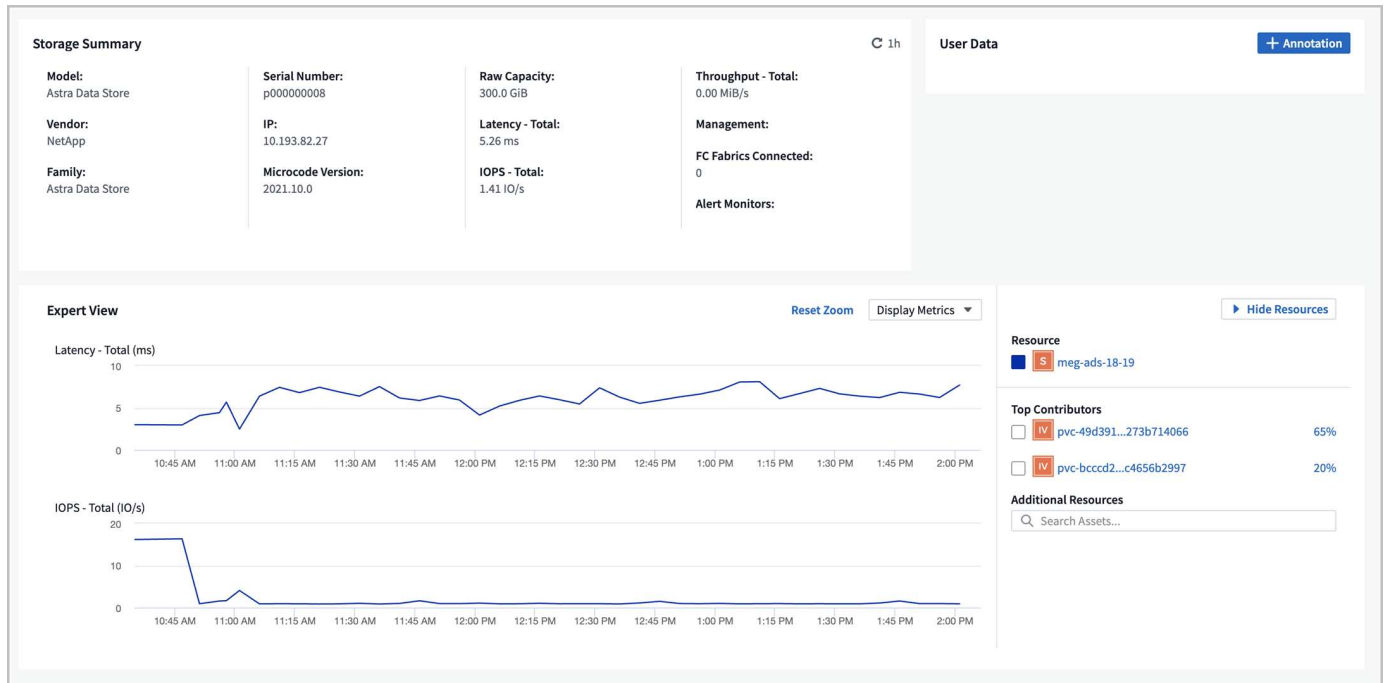 Storage Summary
1h
Model:
Astra Data Store
Vendor:
NetApp
Family:
Astra Data Store
Serial Number:
p000000008
IP:
10.193.82.27
Microcode Version:
2021.10.0
Raw Capacity:
300.0 GiB
Latency - Total:
5.26 ms
IOPS - Total:
1.41 IO/s
Throughput - Total:
0.00 MiB/s
Management:
FC Fabrics Connected:
0
Alert Monitors:
User Data
+ Annotation
Expert View
Reset Zoom
Display Metrics
Latency - Total (ms)
10
5
0
10:45 AM 11:00 AM 11:15 AM 11:30 AM 11:45 AM 12:00 PM 12:15 PM 12:30 PM 12:45 PM 1:00 PM 1:15 PM 1:30 PM 1:45 PM 2:00 PM
IOPS - Total (IO/s)
20
10
0
10:45 AM 11:00 AM 11:15 AM 11:30 AM 11:45 AM 12:00 PM 12:15 PM 12:30 PM 12:45 PM 1:00 PM 1:15 PM 1:30 PM 1:45 PM 2:00 PM
Hide Resources
Resource
S meg-ads-18-19
Top Contributors
IV pvc-49d391...273b714066 65%
IV pvc-bcccd2...c4656b2997 20%
Additional Resources
Search Assets...